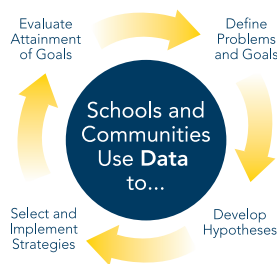 Evaluate
Attainment
of Goals
Define
Problems
and Goals
Schools and
Communities
Use Data
to...
Select and
Implement
Strategies
Develop
Hypotheses